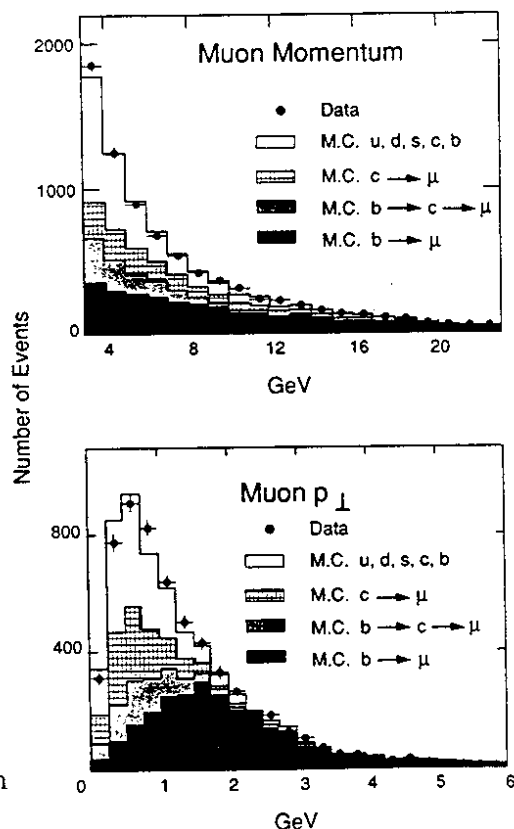 2000
Muon Momentum
Data
M.C. u, d, s, c, b
M.C. c → μ
1000
M.C. b → c → μ
M.C. b → μ
0
4 8 12 16 20
GeV
Number of Events
Muon p⊥
Data
800
M.C. u, d, s, c, b
M.C. c → μ
M.C. b → c → μ
400
M.C. b → μ
0
0 1 2 3 4 5 6
GeV